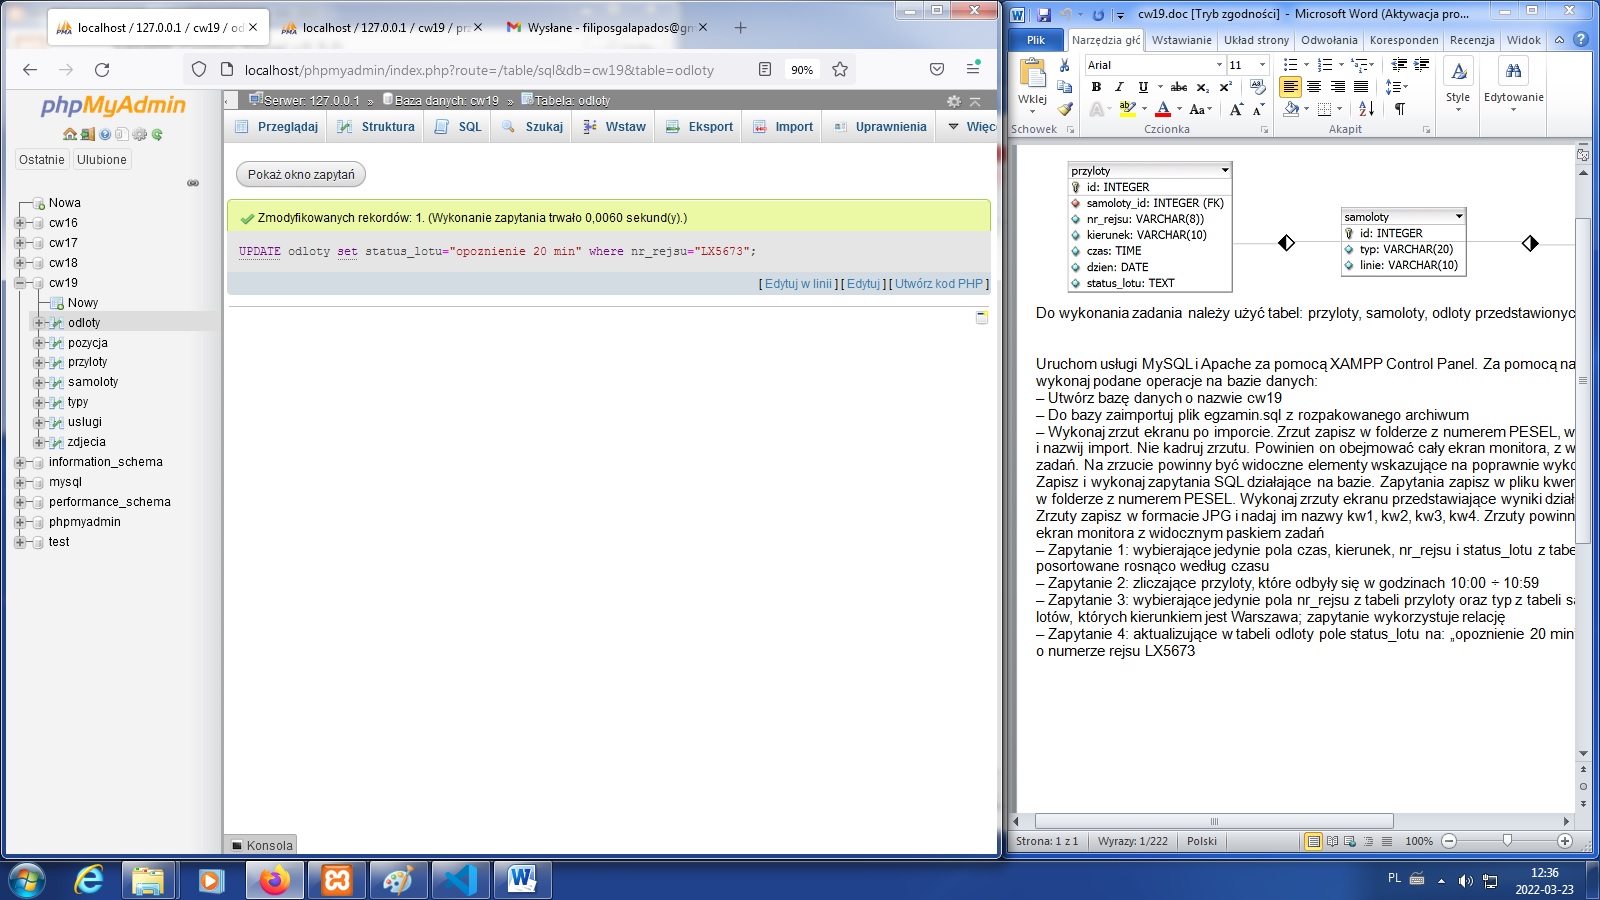 localhost / 127.0.0.1 / cw19 / od
localhost / 127.0.0.1 / cw19 / prz
Wysłane - filiposgalapados@gm
localhost/phpmyadmin/index.php?route=/table/sql&db=cw19&table=odloty
90%
phpMyAdmin
Ostatnie
Ulubione
Nowa
cw16
cw17
cw18
cw19
Nowy
odloty
pozycja
przyloty
samoloty
typy
uslugi
zdjecia
information_schema
mysql
performance_schema
phpmyadmin
test
Serwer: 127.0.0.1 » Baza danych: cw19 » Tabela: odloty
Przeglądaj Struktura SQL Szukaj Wstaw Eksport Import Uprawnienia Więc
Pokaż okno zapytań
Zmodyfikowanych rekordów: 1. (Wykonanie zapytania trwało 0,0060 sekund(y).)
UPDATE odloty set status_lotu="opoznienie 20 min" where nr_rejsu="LX5673";
[ Edytuj w linii ] [ Edytuj ] [ Utwórz kod PHP ]
Konsola
cw19.doc [Tryb zgodności] - Microsoft Word (Aktywacja pro...
Plik Narzędzia głó Wstawianie Układ strony Odwołania Koresponden Recenzja Widok
Wklej
Arial 11
Style
Edytowanie
Schowek Czcionka Akapit
przyloty
id: INTEGER
samoloty_id: INTEGER (FK)
nr_rejsu: VARCHAR(8))
kierunek: VARCHAR(10)
czas: TIME
dzien: DATE
status_lotu: TEXT
samoloty
id: INTEGER
typ: VARCHAR(20)
linie: VARCHAR(10)
Do wykonania zadania należy użyć tabel: przyloty, samoloty, odloty przedstawionyc
Uruchom usługi MySQL i Apache za pomocą XAMPP Control Panel. Za pomocą na
wykonaj podane operacje na bazie danych:
– Utwórz bazę danych o nazwie cw19
– Do bazy zaimportuj plik egzamin.sql z rozpakowanego archiwum
– Wykonaj zrzut ekranu po imporcie. Zrzut zapisz w folderze z numerem PESEL, w
i nazwij import. Nie kadruj zrzutu. Powinien on obejmować cały ekran monitora, z w
zadań. Na zrzucie powinny być widoczne elementy wskazujące na poprawnie wyko
Zapisz i wykonaj zapytania SQL działające na bazie. Zapytania zapisz w pliku kwer
w folderze z numerem PESEL. Wykonaj zrzuty ekranu przedstawiające wyniki dział
Zrzuty zapisz w formacie JPG i nadaj im nazwy kw1, kw2, kw3, kw4. Zrzuty powinn
ekran monitora z widocznym paskiem zadań
– Zapytanie 1: wybierające jedynie pola czas, kierunek, nr_rejsu i status_lotu z tabe
posortowane rosnąco według czasu
– Zapytanie 2: zliczające przyloty, które odbyły się w godzinach 10:00 ÷ 10:59
– Zapytanie 3: wybierające jedynie pola nr_rejsu z tabeli przyloty oraz typ z tabeli sa
lotów, których kierunkiem jest Warszawa; zapytanie wykorzystuje relację
– Zapytanie 4: aktualizujące w tabeli odloty pole status_lotu na: „opoznienie 20 min
o numerze rejsu LX5673
Strona: 1 z 1 Wyrazy: 1/222 Polski 100%
PL
12:36
2022-03-23